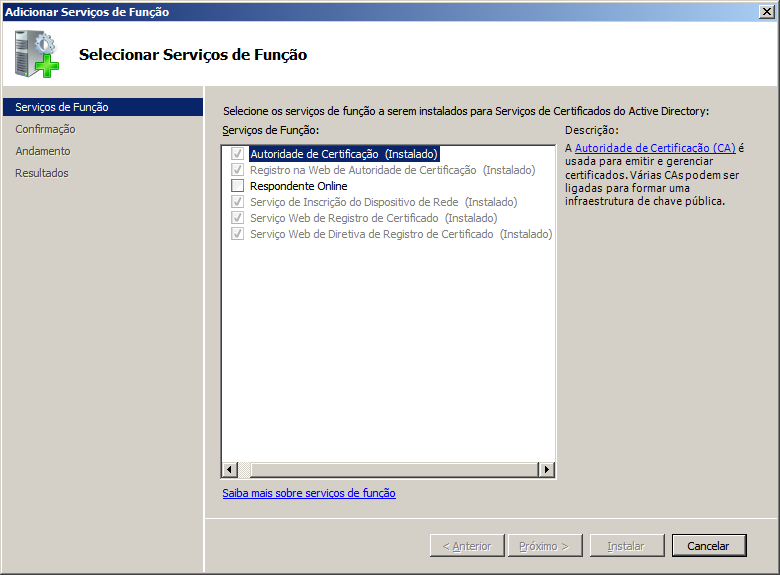 Adicionar Serviços de Função
Selecionar Serviços de Função
Serviços de Função
Confirmação
Andamento
Resultados
Selecione os serviços de função a serem instalados para Serviços de Certificados do Active Directory:
Serviços de Função:
Autoridade de Certificação (Instalado)
Registro na Web de Autoridade de Certificação (Instalado)
Respondente Online
Serviço de Inscrição do Dispositivo de Rede (Instalado)
Serviço Web de Registro de Certificado (Instalado)
Serviço Web de Diretiva de Registro de Certificado (Instalado)
Descrição:
A Autoridade de Certificação (CA) é
usada para emitir e gerenciar
certificados. Várias CAs podem ser
ligadas para formar uma
infraestrutura de chave pública.
Saiba mais sobre serviços de função
< Anterior
Próximo >
Instalar
Cancelar